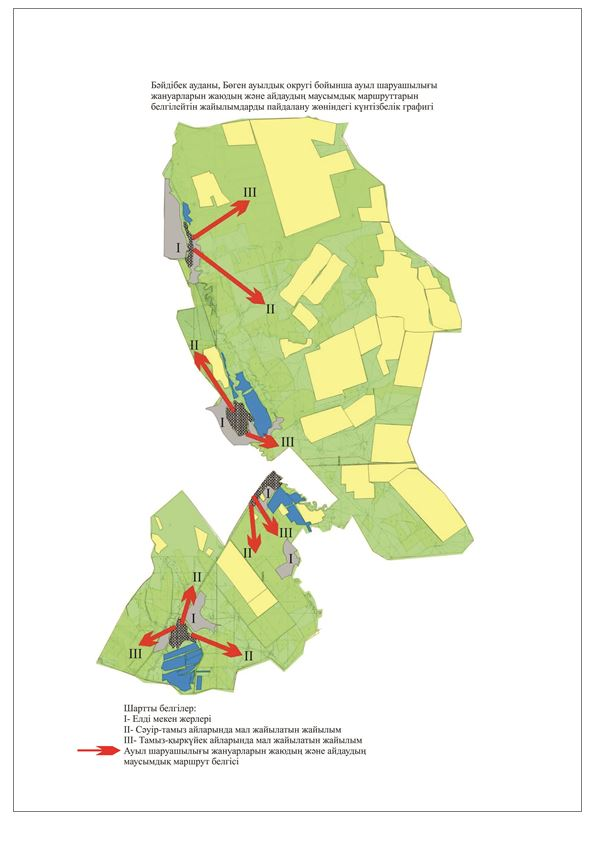 Бәйдібек ауданы, Бөген ауылдық округі бойынша ауыл шаруашылығы
жануарларын жаюдың және айдаудың маусымдық маршруттарын
белгілейтін жайылымдарды пайдалану жөніндегі күнтізбелік графигі
III
I
II
II
I
III
I
III
II
I
II
I
III
II
Шартты белгілер:
I- Елді мекен жерлері
II- Сәуір-тамыз айларында мал жайылатын жайылым
III- Тамыз-қыркүйек айларында мал жайылатын жайылым
Ауыл шаруашылығы жануарларын жаюдың және айдаудың
маусымдық маршрут белгісі